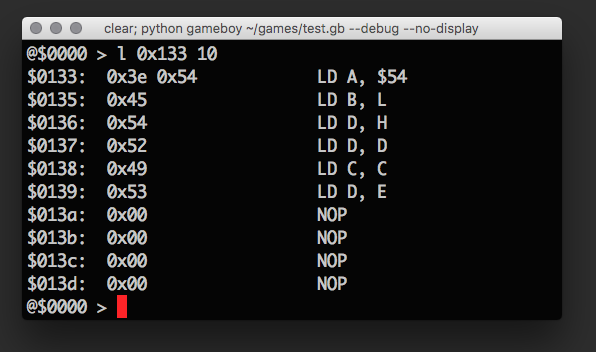 clear; python gameboy ~/games/test.gb --debug --no-display
@$0000 > l 0x133 10
$0133:  0x3e 0x54            LD A, $54
$0135:  0x45                 LD B, L
$0136:  0x54                 LD D, H
$0137:  0x52                 LD D, D
$0138:  0x49                 LD C, C
$0139:  0x53                 LD D, E
$013a:  0x00                 NOP
$013b:  0x00                 NOP
$013c:  0x00                 NOP
$013d:  0x00                 NOP
@$0000 >